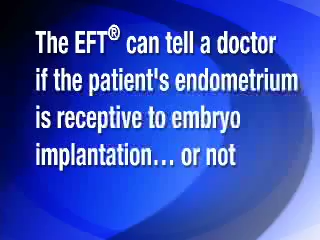 The EFT® can tell a doctor
if the patient's endometrium
is receptive to embryo
implantation... or not